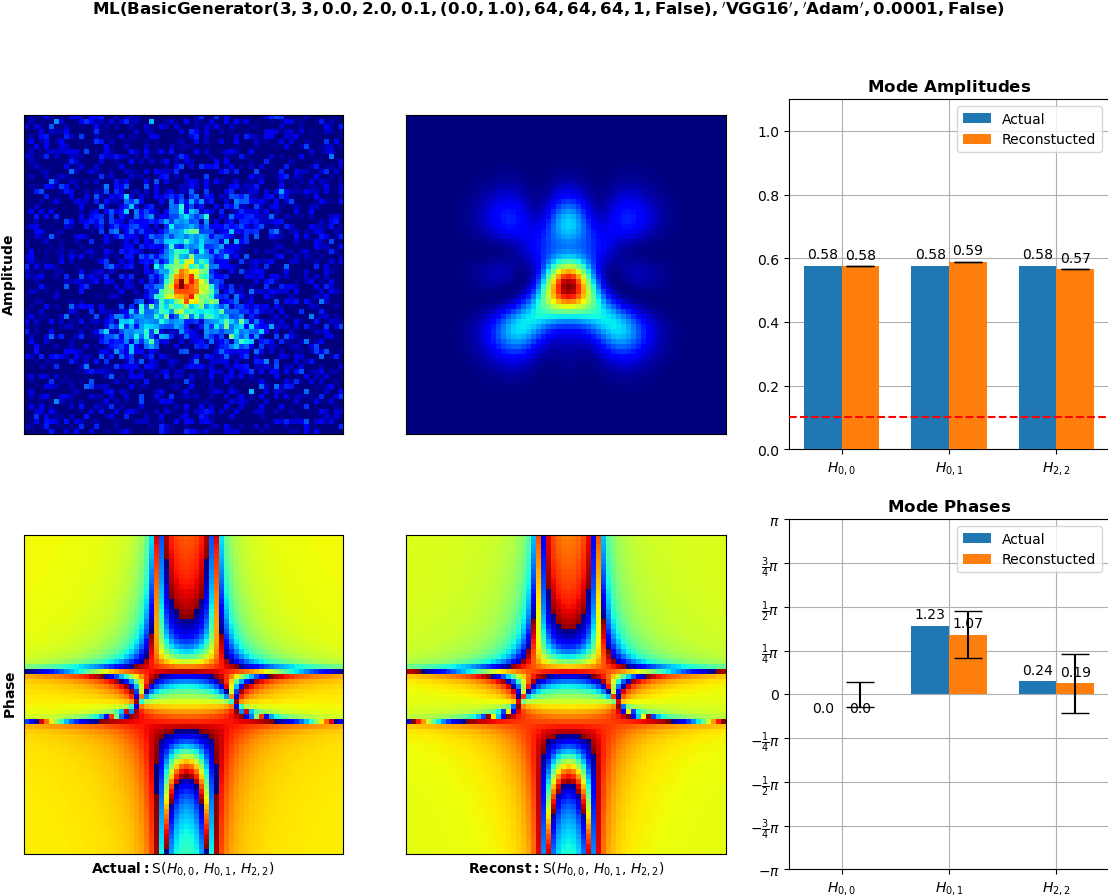 ML(BasicGenerator(3, 3, 0.0, 2.0, 0.1, (0.0, 1.0), 64, 64, 64, 1, False), ′VGG16′, ′Adam′, 0.0001, False)
Amplitude
Mode Amplitudes
Actual
Reconstucted
1.0
0.8
0.6
0.4
0.2
0.0
0.58 0.58
0.58 0.59
0.58 0.57
H0,0 H0,1 H2,2
Phase
Actual: S(H0,0, H0,1, H2,2)
Reconst: S(H0,0, H0,1, H2,2)
Mode Phases
Actual
Reconstucted
π
3/4π
1/2π
1/4π
0
−1/4π
−1/2π
−3/4π
−π
0.0 0.0
1.23 1.07
0.24 0.19
H0,0 H0,1 H2,2